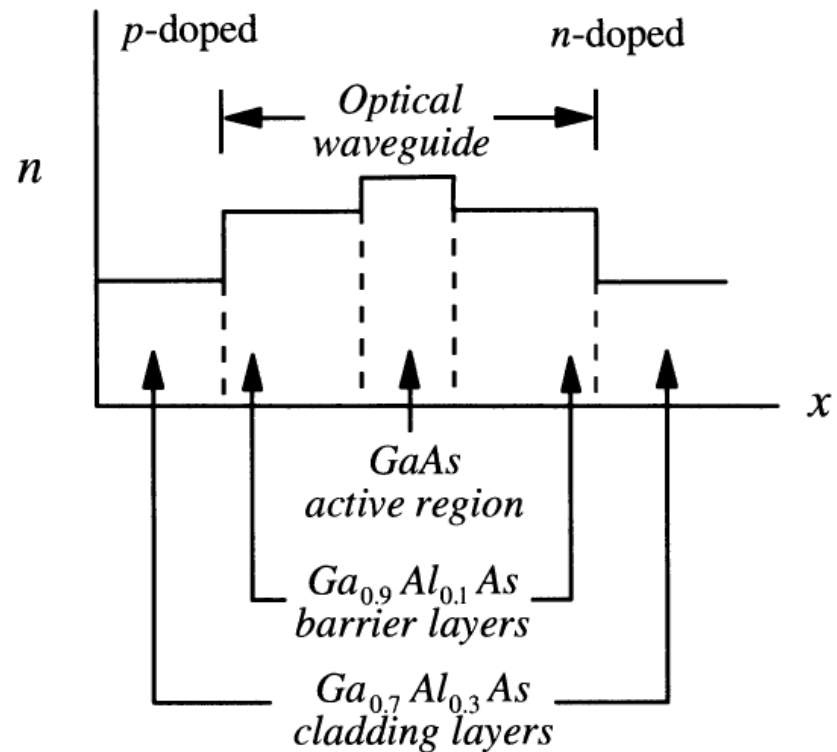 p-doped
n-doped
Optical
waveguide
n
x
GaAs
active region
Ga₀.₉ Al₀.₁ As
barrier layers
Ga₀.₇ Al₀.₃ As
cladding layers